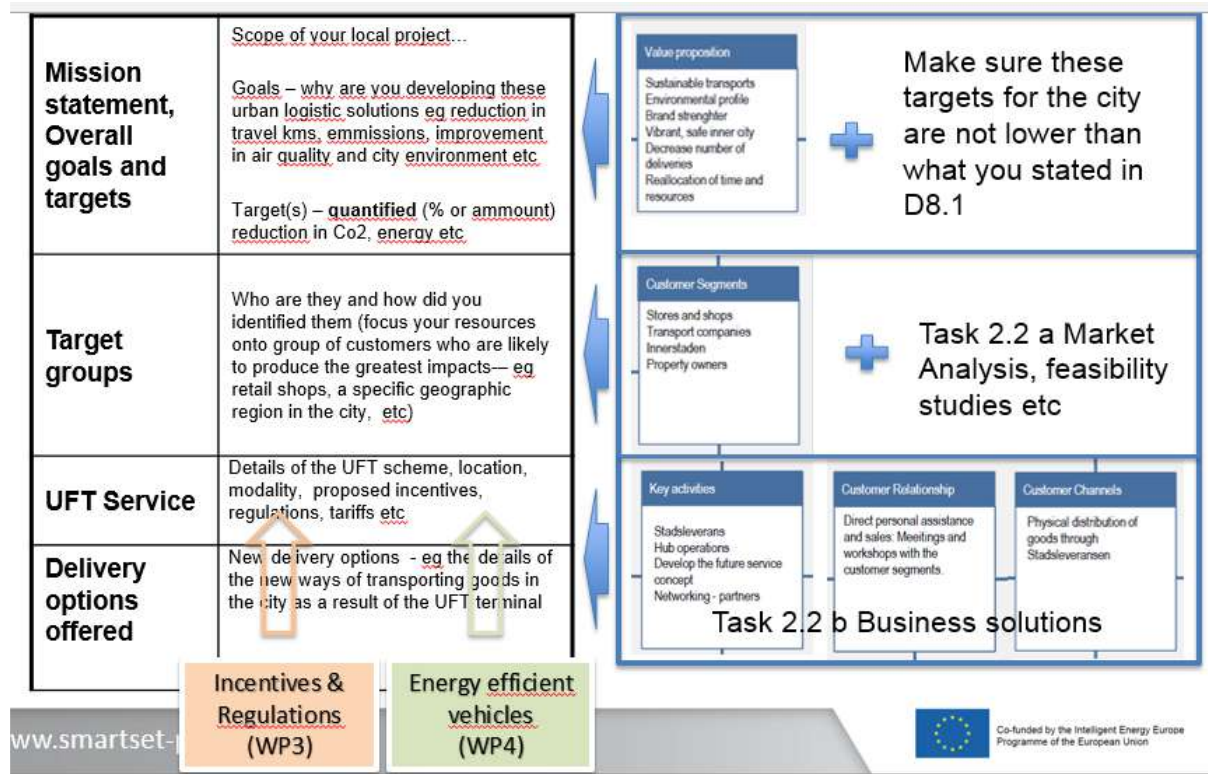 Mission
statement,
Overall
goals and
targets
Scope of your local project...
Goals – why are you developing these
urban logistic solutions eg reduction in
travel kms, emmissions, improvement
in air quality and city environment etc
Target(s) – quantified (% or ammount)
reduction in Co2, energy etc
Value proposition
Sustainable transports
Environmental profile
Brand strenghter
Vibrant, safe inner city
Decrease number of
deliveries
Reallocation of time and
resources
Make sure these
targets for the city
are not lower than
what you stated in
D8.1
Target
groups
Who are they and how did you
identified them (focus your resources
onto group of customers who are likely
to produce the greatest impacts–- eg
retail shops, a specific geographic
region in the city, etc)
Customer Segments
Stores and shops
Transport companies
Innerstaden
Property owners
Task 2.2 a Market
Analysis, feasibility
studies etc
UFT Service
Details of the UFT scheme, location,
modality, proposed incentives,
regulations, tariffs etc
Delivery
options
offered
New delivery options - eg the details of
the new ways of transporting goods in
the city as a result of the UFT terminal
Key activities
Stadsleverans
Hub operations
Develop the future service
concept
Networking - partners
Customer Relationship
Direct personal assistance
and sales: Meetings and
workshops with the
customer segments.
Customer Channels
Physical distribution of
goods through
Stadsleveransen
Task 2.2 b Business solutions
Incentives &
Regulations
(WP3)
Energy efficient
vehicles
(WP4)
ww.smartset-p
Co-funded by the Intelligent Energy Europe
Programme of the European Union